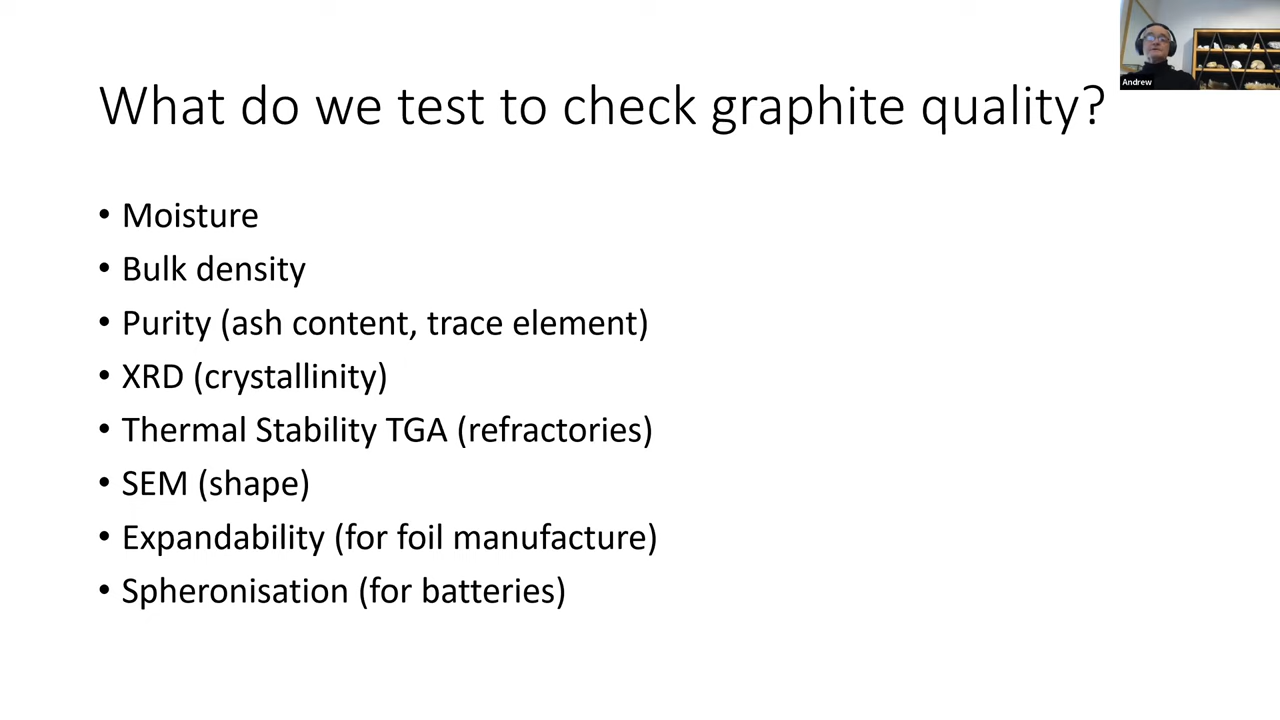 What do we test to check graphite quality?
Andrew
• Moisture
• Bulk density
• Purity (ash content, trace element)
• XRD (crystallinity)
• Thermal Stability TGA (refractories)
• SEM (shape)
• Expandability (for foil manufacture)
• Spheronisation (for batteries)